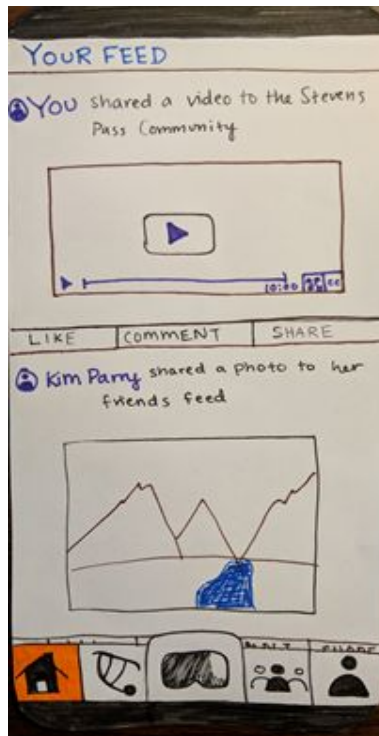 YOUR FEED
You shared a video to the Stevens
Pass Community
10:00 CC
LIKE COMMENT SHARE
Kim Parry shared a photo to her
friends feed